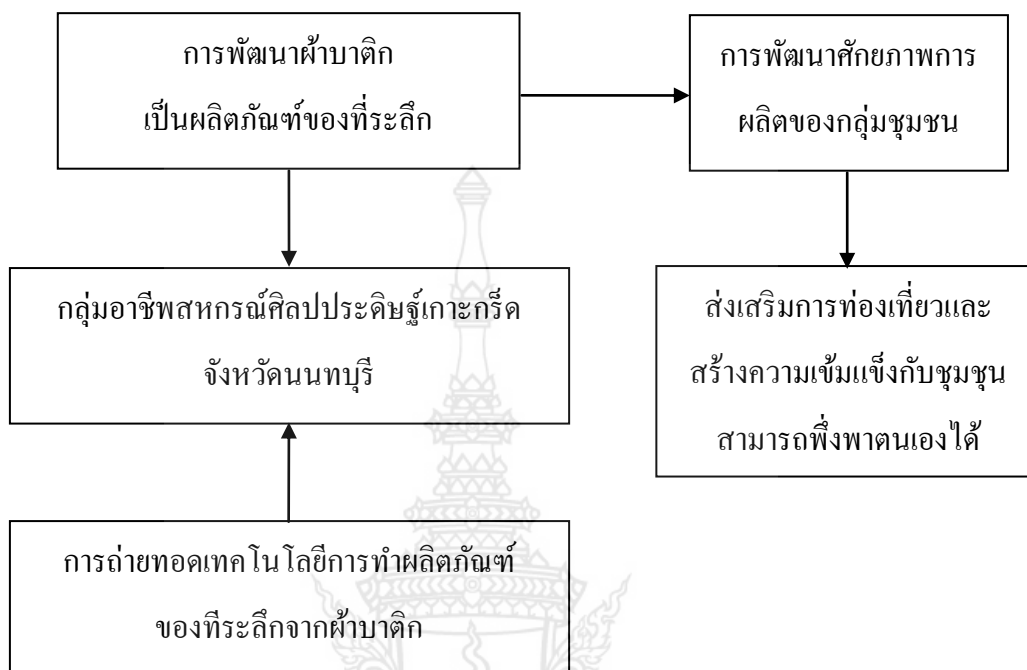 การพัฒนาผ้าบาติก
เป็นผลิตภัณฑ์ของที่ระลึก
การพัฒนาศักยภาพการ
ผลิตของกลุ่มชุมชน
กลุ่มอาชีพสหกรณ์ศิลปประดิษฐ์เกาะกร็ด
จังหวัดนนทบุรี
ส่งเสริมการท่องเที่ยวและ
สร้างความเข้มแข็งกับชุมชุน
สามารถพึ่งพาตนเองได้
การถ่ายทอดเทคโนโลยีการทำผลิตภัณฑ์
ของทีระลึกจากผ้าบาติก